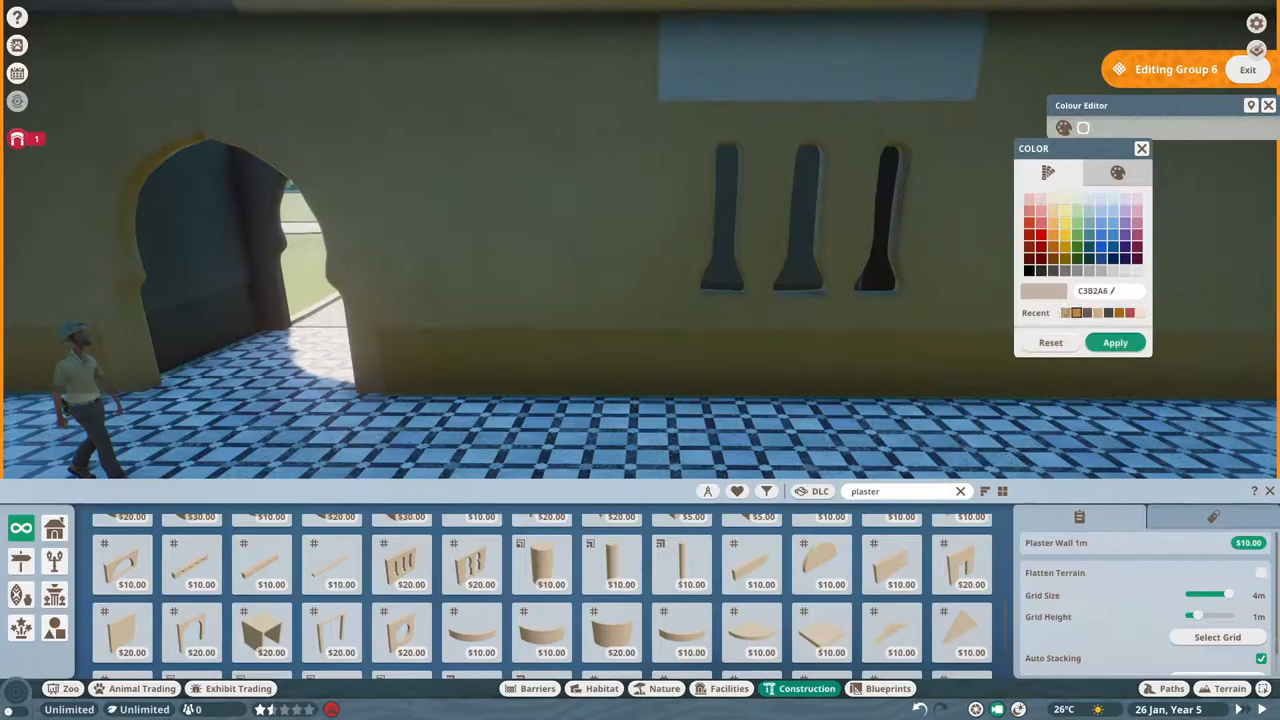 Editing Group 6
Exit
Colour Editor
1
COLOR
C3B2A6
Recent
Reset
Apply
DLC
plaster
?
$20.00 $30.00 $10.00 $20.00 $30.00 $10.00 $20.00 $20.00 $5.00 $5.00 $10.00 $20.00 $20.00
$10.00 $10.00 $10.00 $10.00 $20.00 $20.00 $10.00 $10.00 $10.00 $10.00 $10.00 $10.00 $20.00
$20.00 $20.00 $20.00 $20.00 $20.00 $10.00 $10.00 $20.00 $10.00 $10.00 $10.00 $10.00 $10.00
Plaster Wall 1m $10.00
Flatten Terrain
Grid Size 4m
Grid Height 1m
Select Grid
Auto Stacking
Zoo Animal Trading Exhibit Trading Barriers Habitat Nature Facilities Construction Blueprints Paths Terrain
Unlimited Unlimited 0 26°C 26 Jan, Year 5